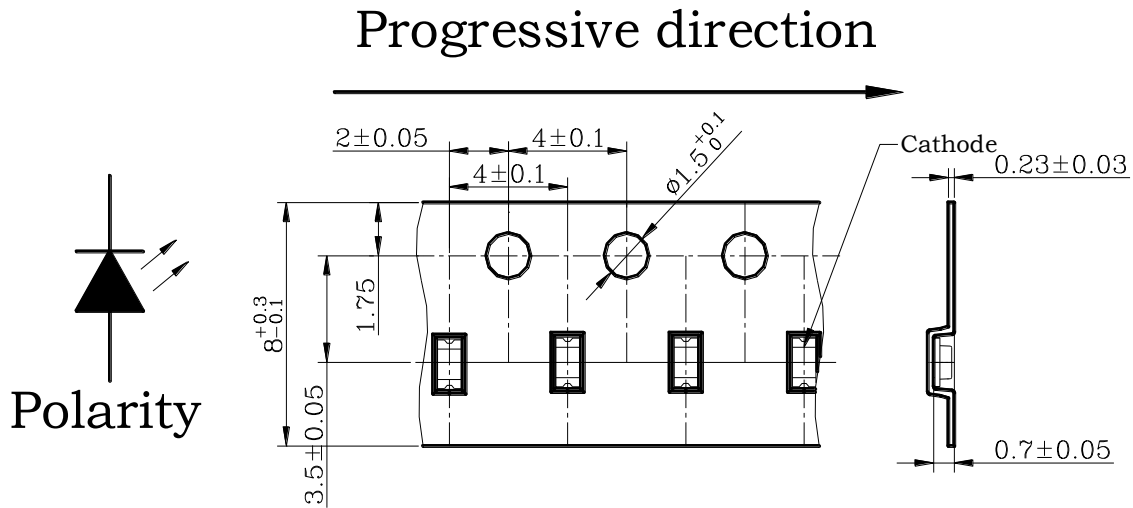 Progressive direction
2±0.05
4±0.1
ø1.5 +0.1 0
Cathode
0.23±0.03
4±0.1
1.75
8 +0.3 -0.1
3.5±0.05
Polarity
0.7±0.05